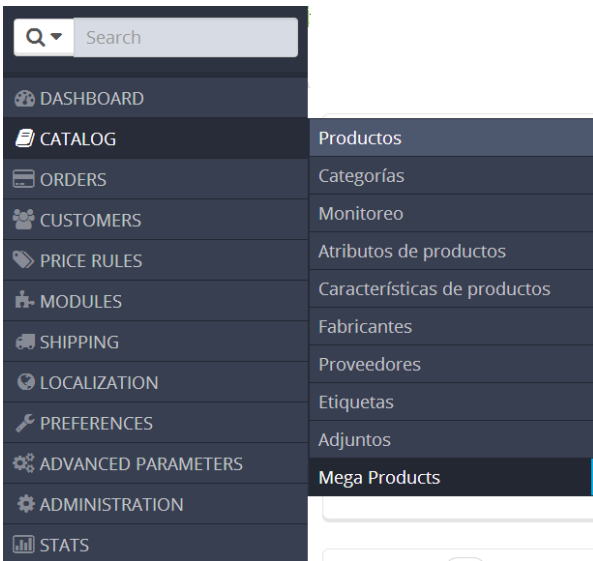 Search
DASHBOARD
CATALOG
ORDERS
CUSTOMERS
PRICE RULES
MODULES
SHIPPING
LOCALIZATION
PREFERENCES
ADVANCED PARAMETERS
ADMINISTRATION
STATS
Productos
Categorías
Monitoreo
Atributos de productos
Características de productos
Fabricantes
Proveedores
Etiquetas
Adjuntos
Mega Products